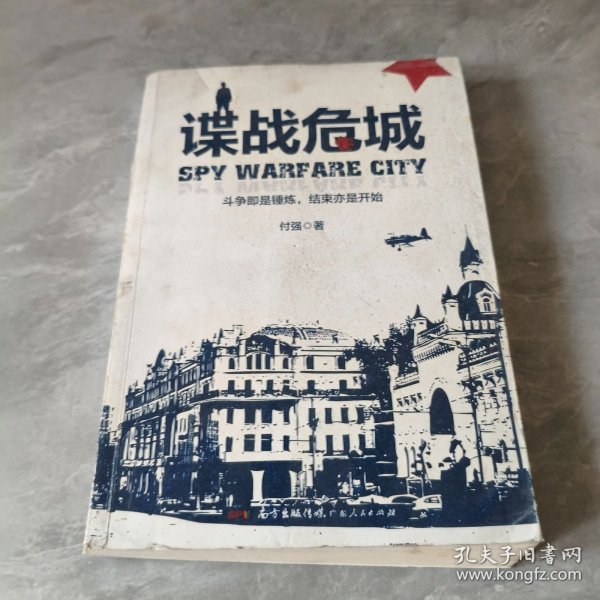 谍战危城
SPY WARFARE CITY
斗争即是锤炼，结束亦是开始
付强◎著
SPM 南方出版传媒 广东人民出版社
孔夫子旧书网
www.kongfz.com